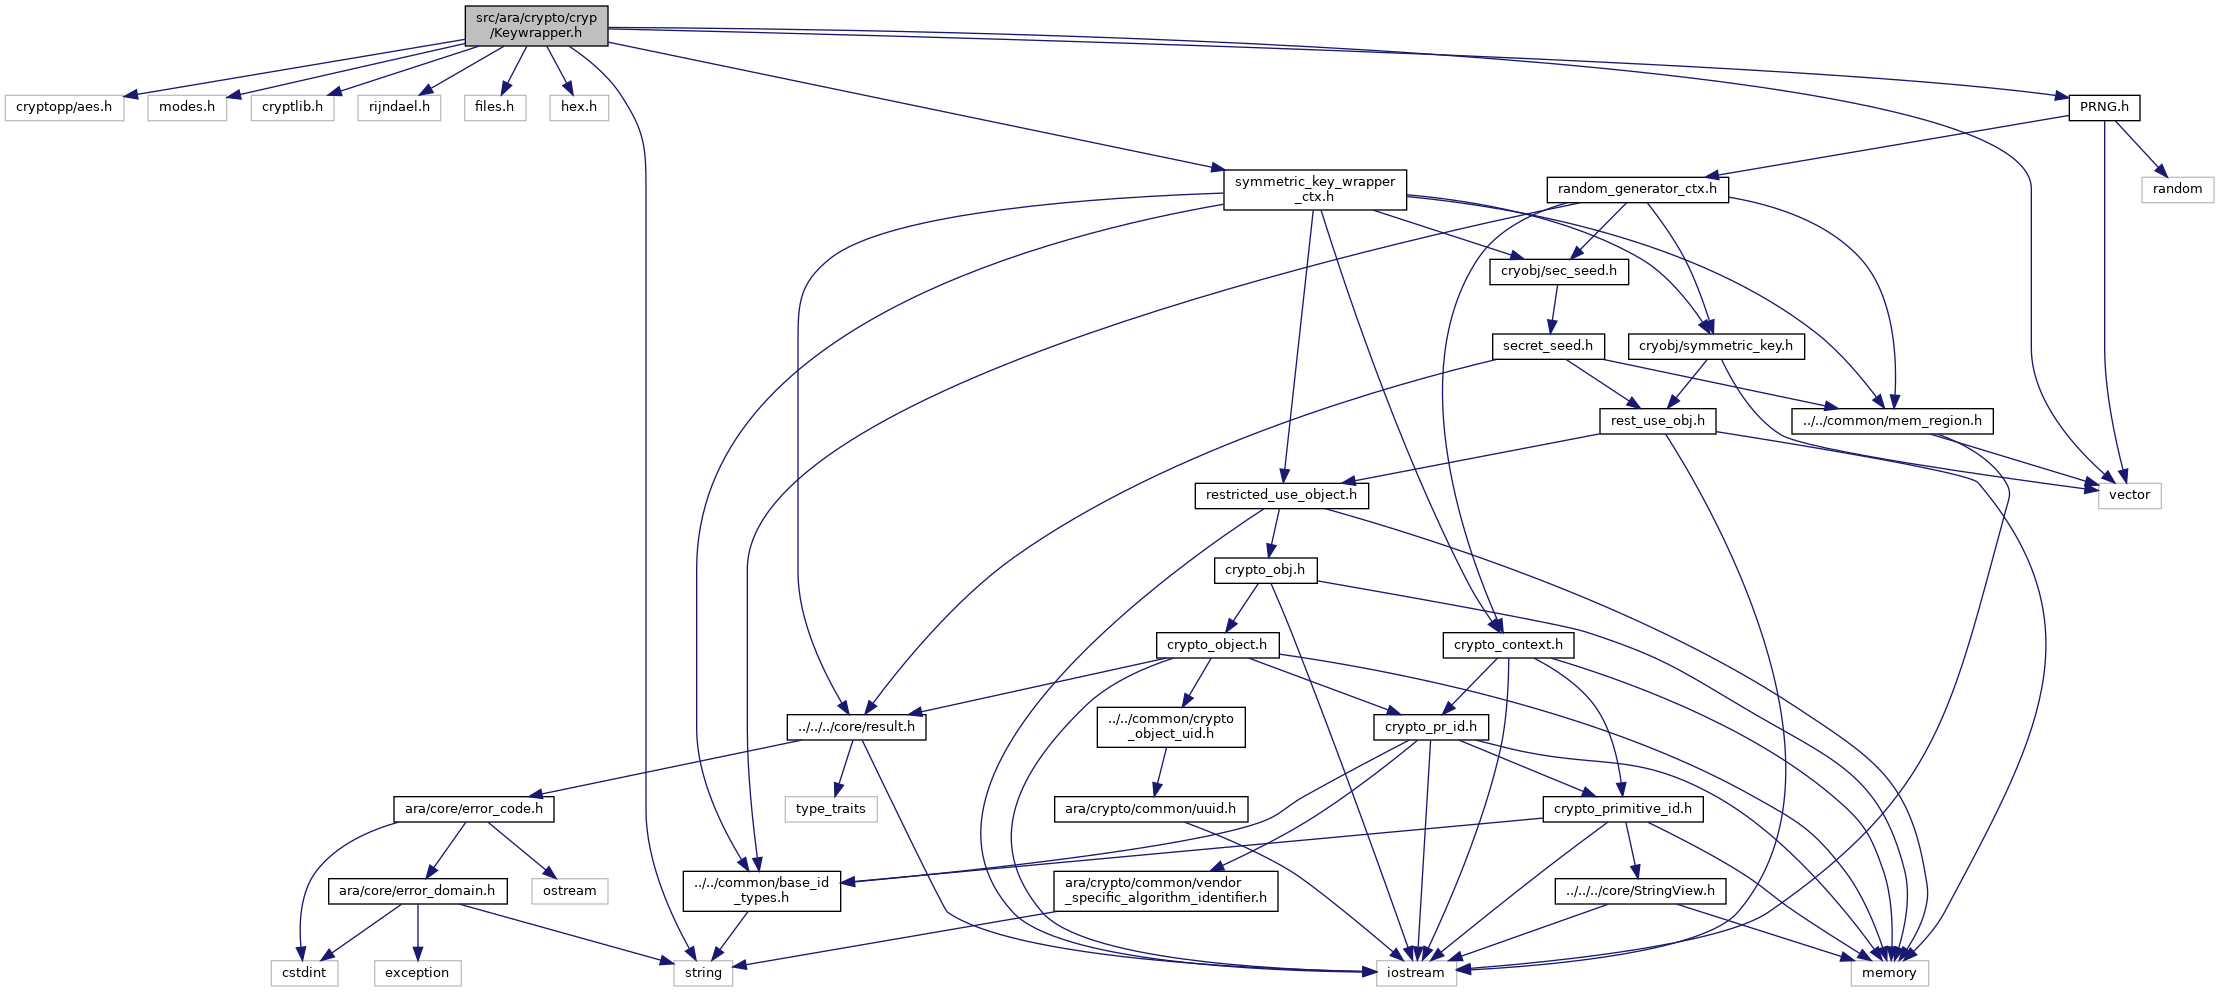 src/ara/crypto/cryp
/Keywrapper.h
cryptopp/aes.h
modes.h
cryptlib.h
rijndael.h
files.h
hex.h
PRNG.h
symmetric_key_wrapper
_ctx.h
random_generator_ctx.h
random
cryobj/sec_seed.h
secret_seed.h
cryobj/symmetric_key.h
rest_use_obj.h
../../common/mem_region.h
restricted_use_object.h
vector
crypto_obj.h
crypto_object.h
crypto_context.h
../../../core/result.h
../../common/crypto
_object_uid.h
crypto_pr_id.h
ara/core/error_code.h
type_traits
ara/crypto/common/uuid.h
crypto_primitive_id.h
ara/core/error_domain.h
ostream
../../common/base_id
_types.h
ara/crypto/common/vendor
_specific_algorithm_identifier.h
../../../core/StringView.h
cstdint
exception
string
iostream
memory